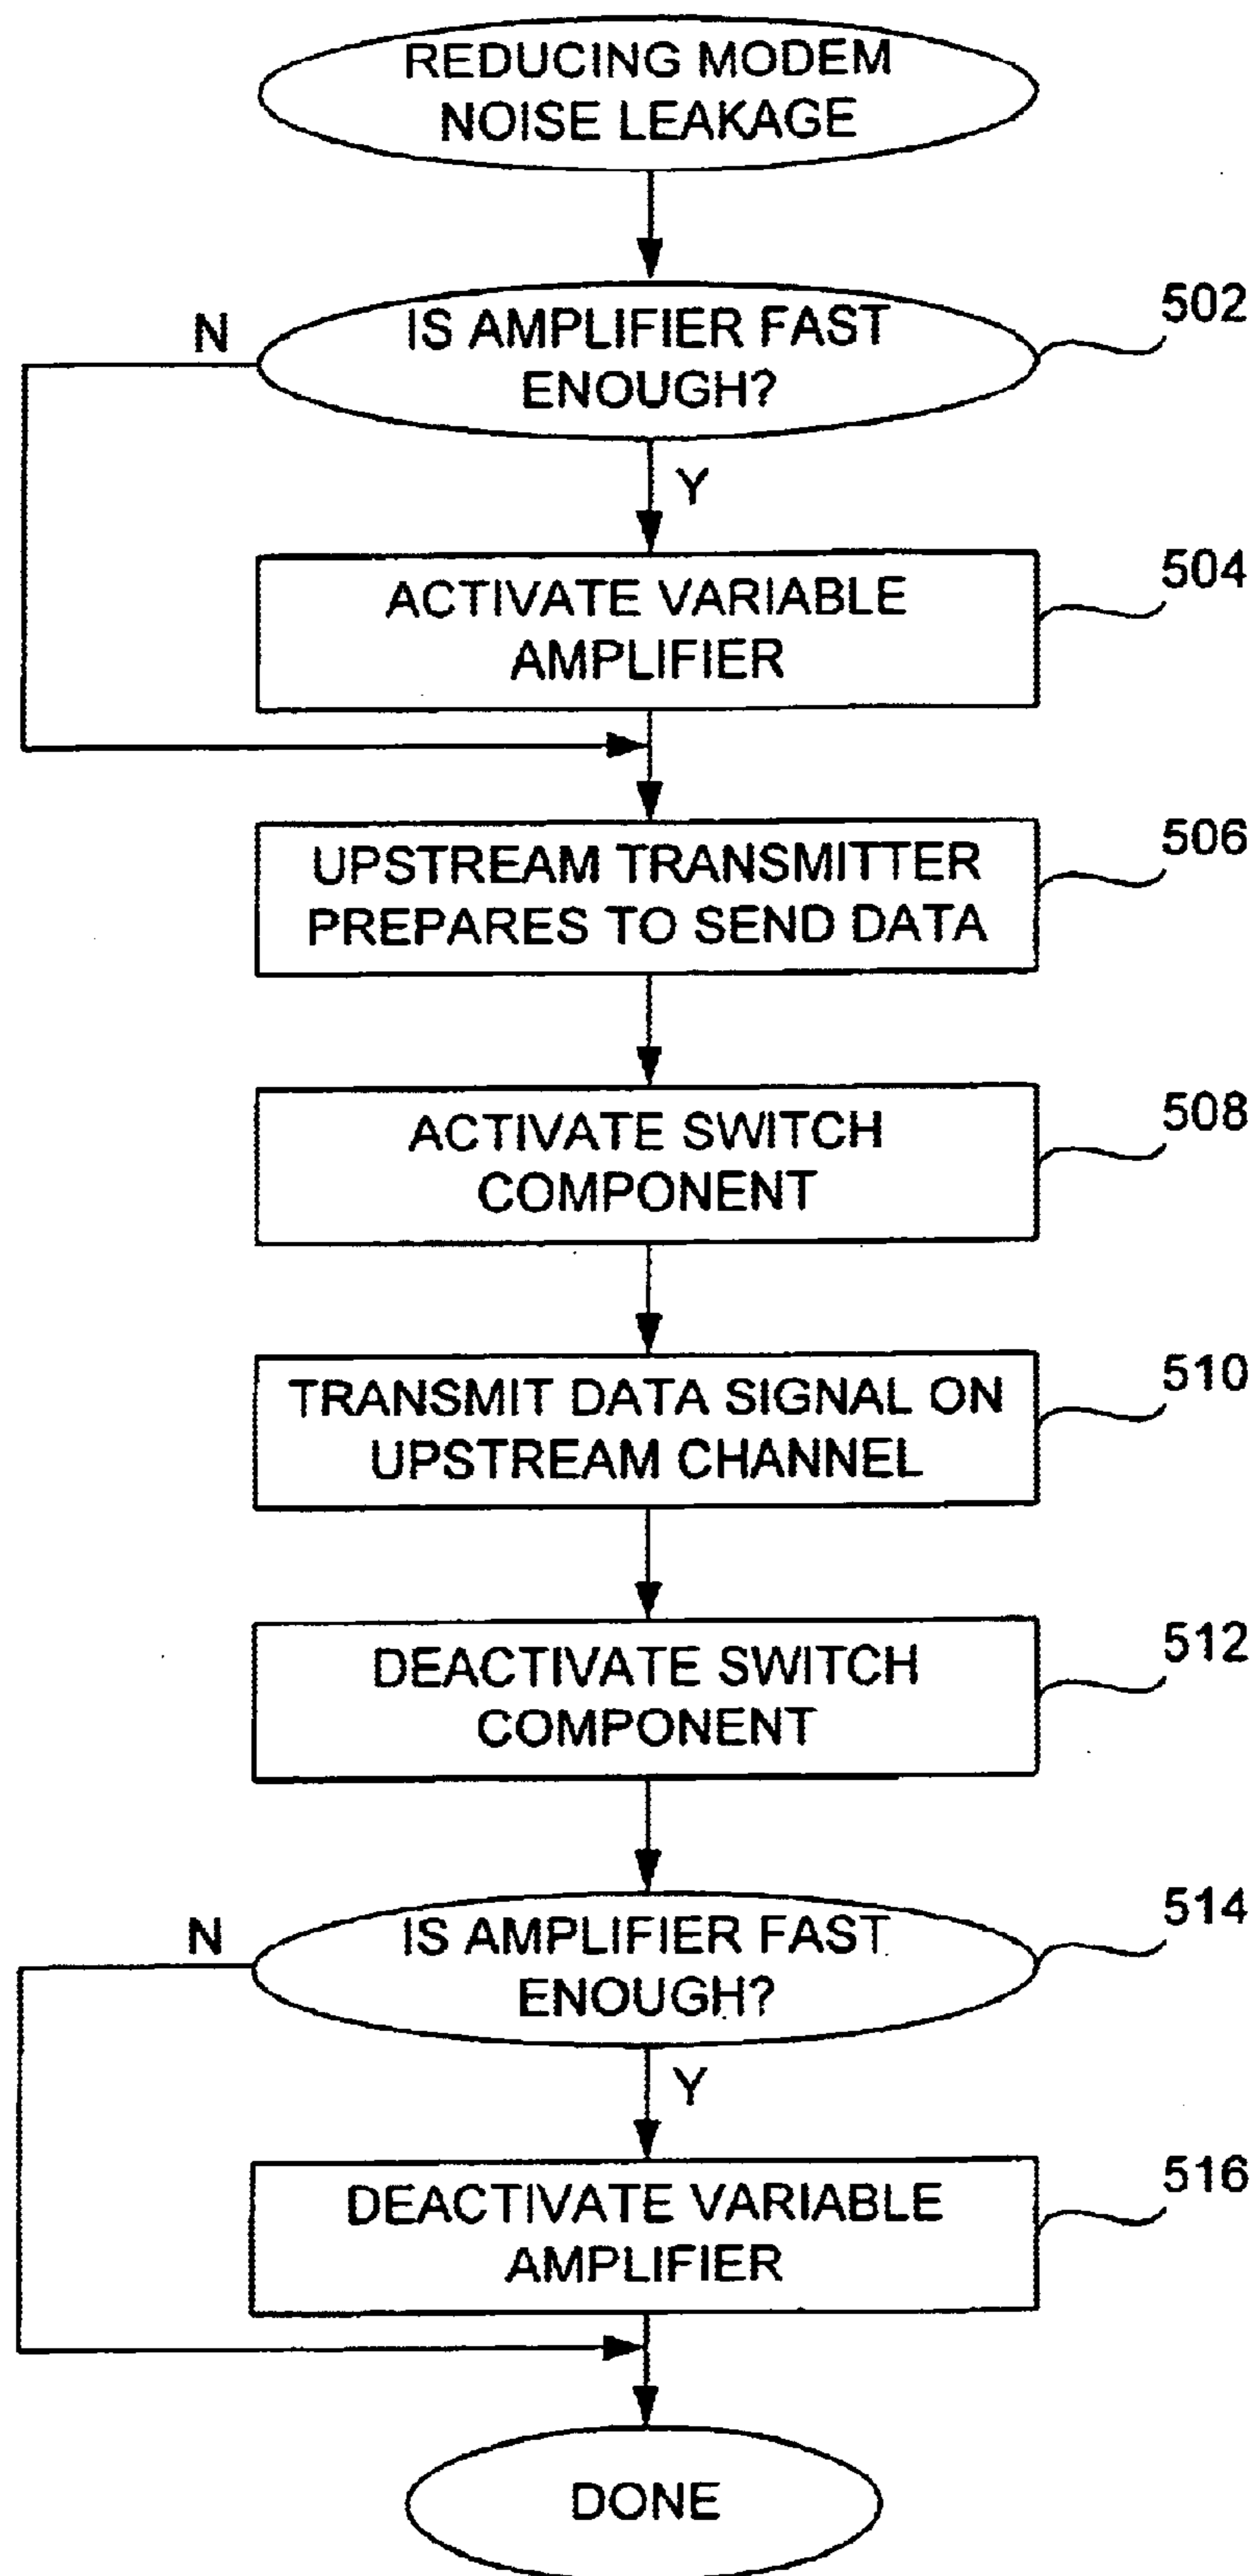 REDUCING MODEM
NOISE LEAKAGE
N
IS AMPLIFIER FAST
ENOUGH?
502
Y
ACTIVATE VARIABLE
AMPLIFIER
504
UPSTREAM TRANSMITTER
PREPARES TO SEND DATA
506
ACTIVATE SWITCH
COMPONENT
508
TRANSMIT DATA SIGNAL ON
UPSTREAM CHANNEL
510
DEACTIVATE SWITCH
COMPONENT
512
N
IS AMPLIFIER FAST
ENOUGH?
514
Y
DEACTIVATE VARIABLE
AMPLIFIER
516
DONE